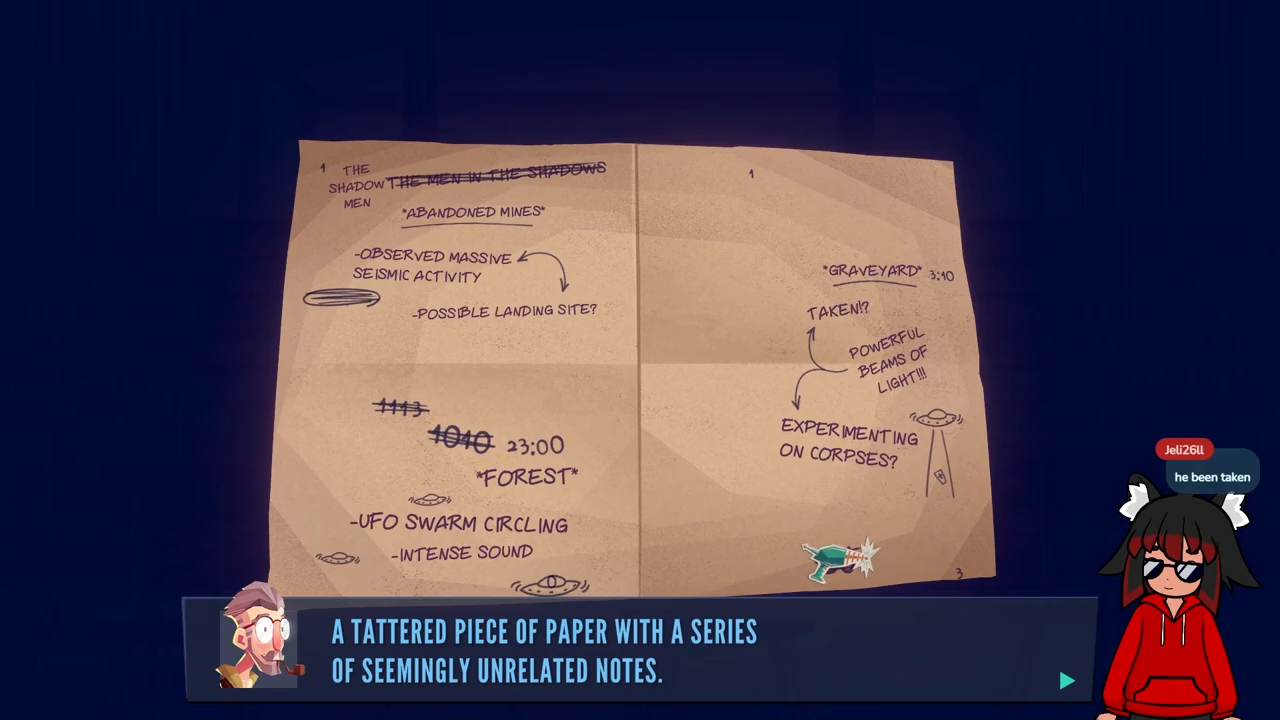 1
THE
SHADOW
MEN
THE MEN IN THE SHADOWS
*ABANDONED MINES*
-OBSERVED MASSIVE
SEISMIC ACTIVITY
-POSSIBLE LANDING SITE?
1113
1010 23:00
*FOREST*
-UFO SWARM CIRCLING
-INTENSE SOUND
1
*GRAVEYARD* 3:10
TAKEN!?
POWERFUL
BEAMS OF
LIGHT!!!
EXPERIMENTING
ON CORPSES?
3
Jeli26ll
he been taken
A TATTERED PIECE OF PAPER WITH A SERIES
OF SEEMINGLY UNRELATED NOTES.